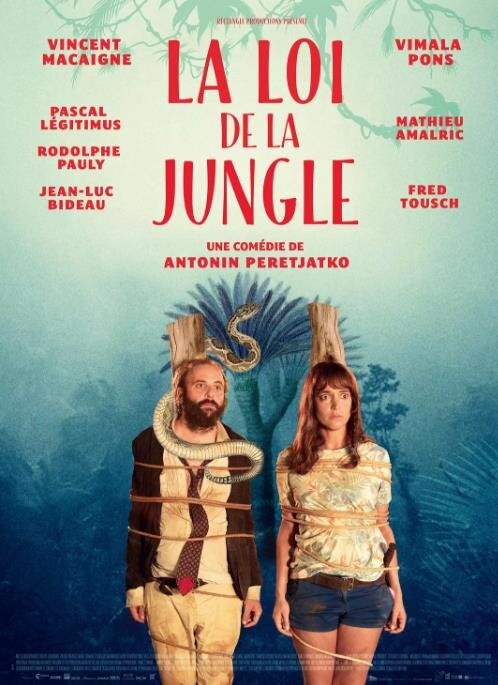 RECTANGLE PRODUCTIONS PRÉSENTE
LA LOI
DE LA
JUNGLE
VINCENT
MACAIGNE
PASCAL
LÉGITIMUS
RODOLPHE
PAULY
JEAN-LUC
BIDEAU
VIMALA
PONS
MATHIEU
AMALRIC
FRED
TOUSCH
UNE COMÉDIE DE
ANTONIN PERETJATKO